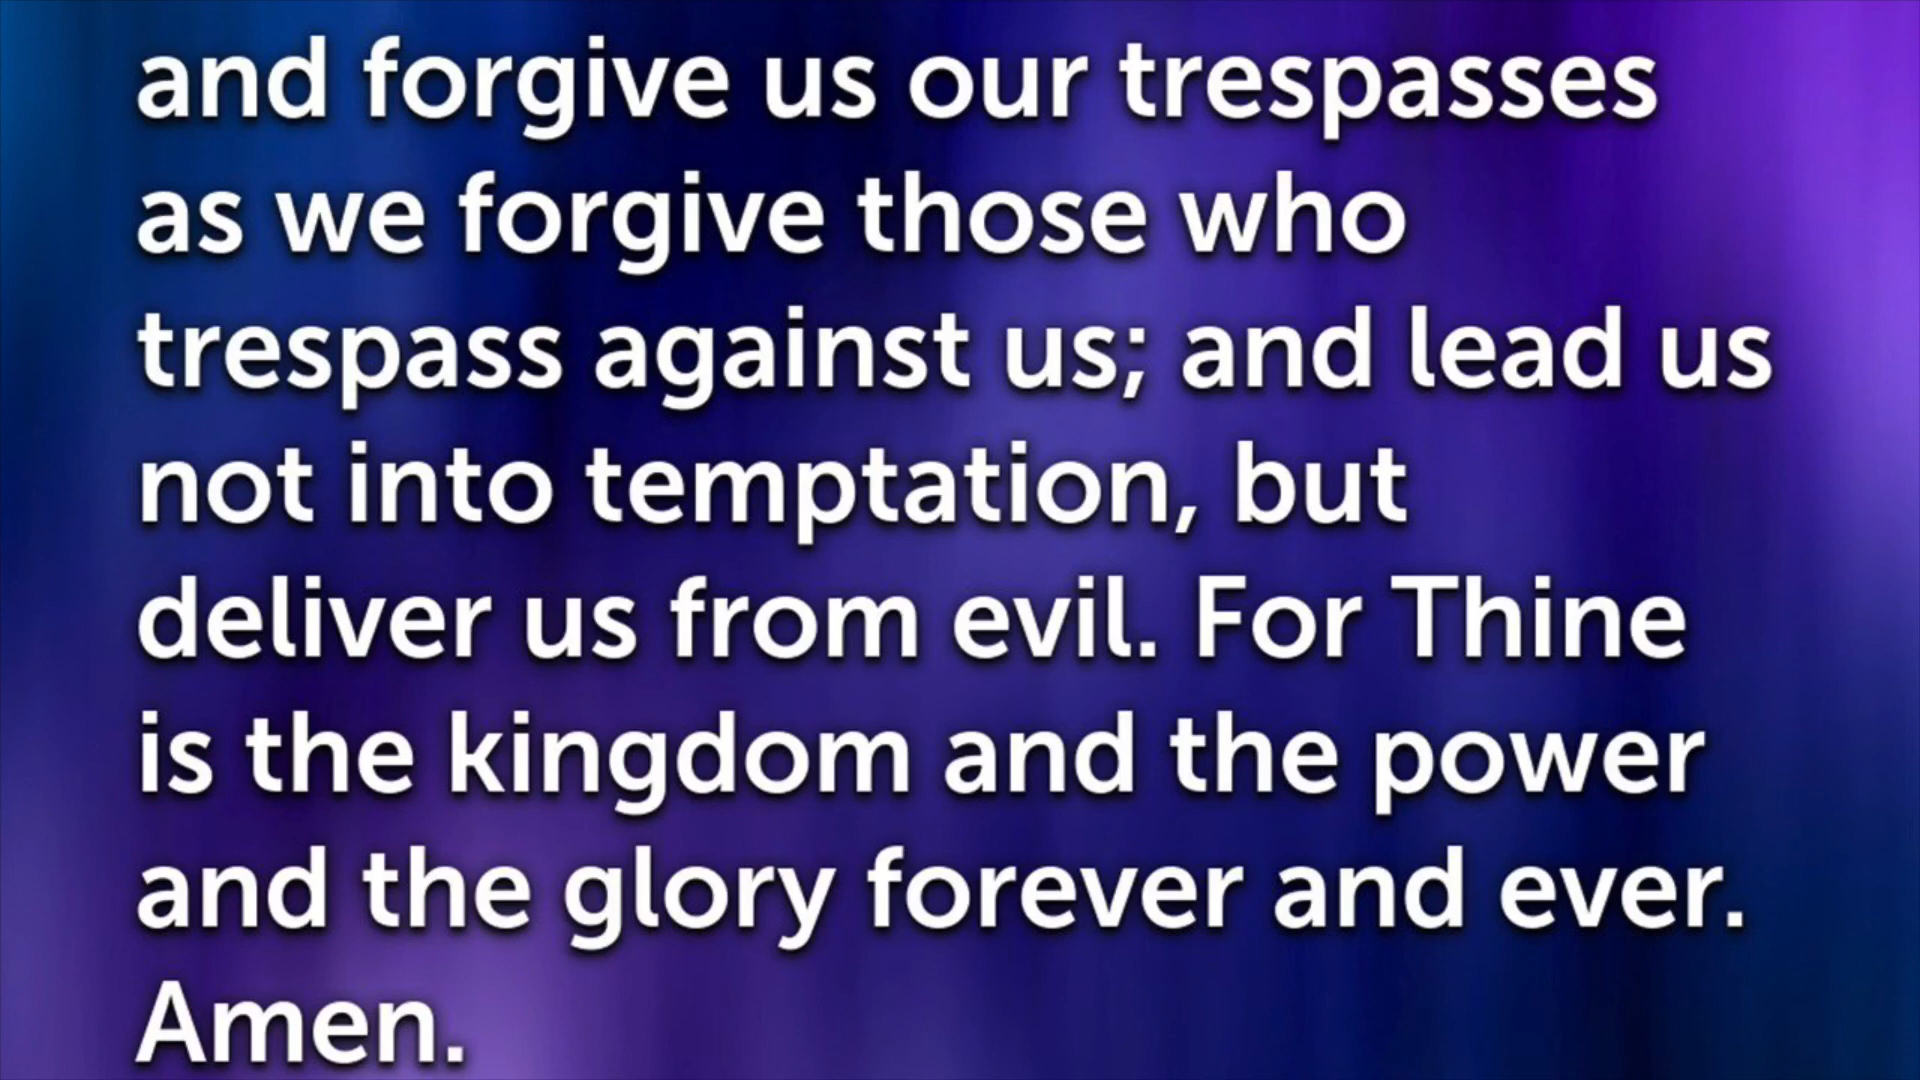 and forgive us our trespasses
as we forgive those who
trespass against us; and lead us
not into temptation, but
deliver us from evil. For Thine
is the kingdom and the power
and the glory forever and ever.
Amen.